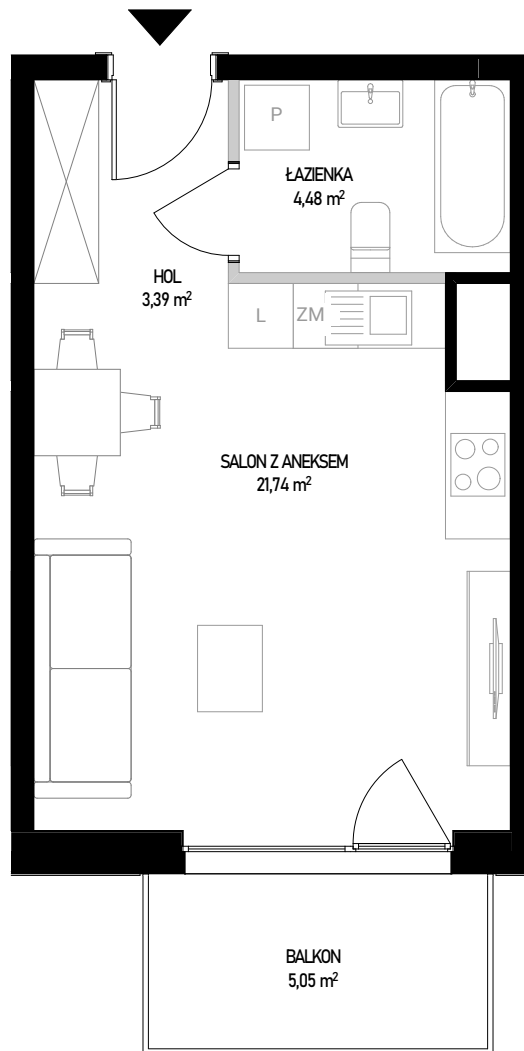 P
ŁAZIENKA
4,48 m²
HOL
3,39 m²
L
ZM
SALON Z ANEKSEM
21,74 m²
BALKON
5,05 m²